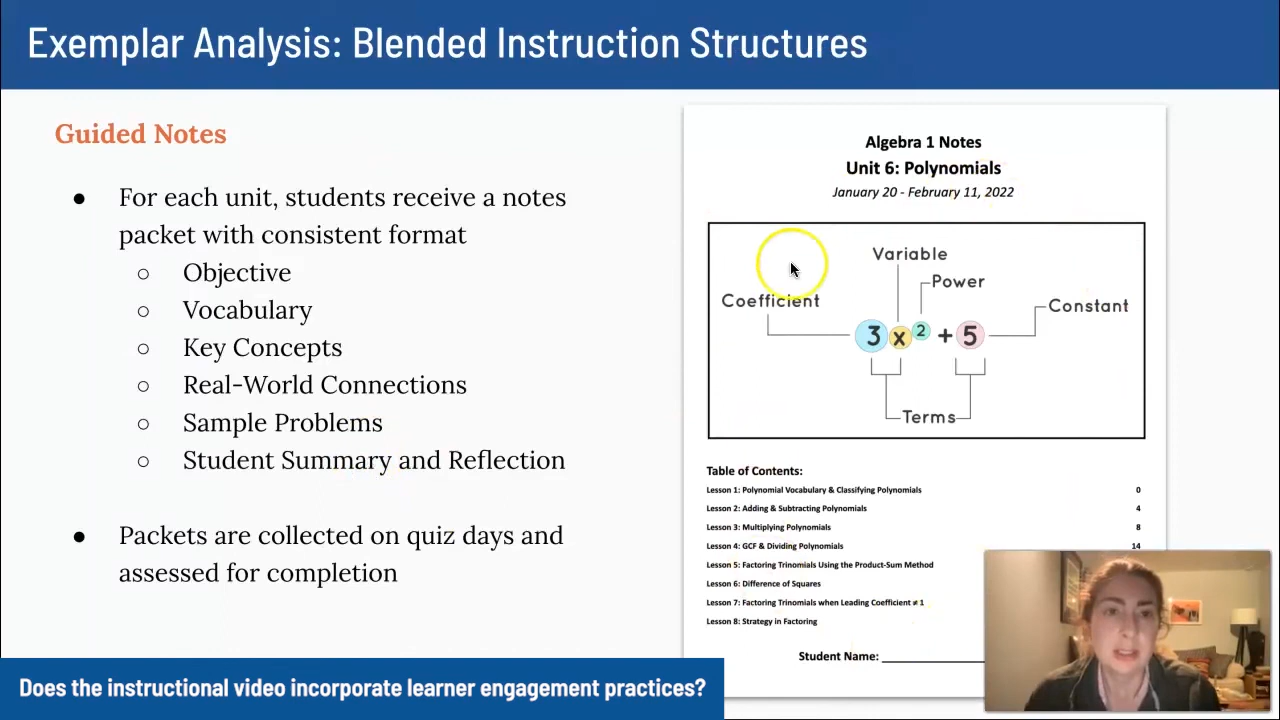 Exemplar Analysis: Blended Instruction Structures
Guided Notes
● For each unit, students receive a notes
packet with consistent format
○ Objective
○ Vocabulary
○ Key Concepts
○ Real-World Connections
○ Sample Problems
○ Student Summary and Reflection
● Packets are collected on quiz days and
assessed for completion
Does the instructional video incorporate learner engagement practices?
Algebra 1 Notes
Unit 6: Polynomials
January 20 - February 11, 2022
Variable
Power
Coefficient
Constant
3x² + 5
Terms
Table of Contents:
Lesson 1: Polynomial Vocabulary & Classifying Polynomials 0
Lesson 2: Adding & Subtracting Polynomials 4
Lesson 3: Multiplying Polynomials 8
Lesson 4: GCF & Dividing Polynomials 14
Lesson 5: Factoring Trinomials Using the Product-Sum Method
Lesson 6: Difference of Squares
Lesson 7: Factoring Trinomials when Leading Coefficient ≠ 1
Lesson 8: Strategy in Factoring
Student Name: ________________